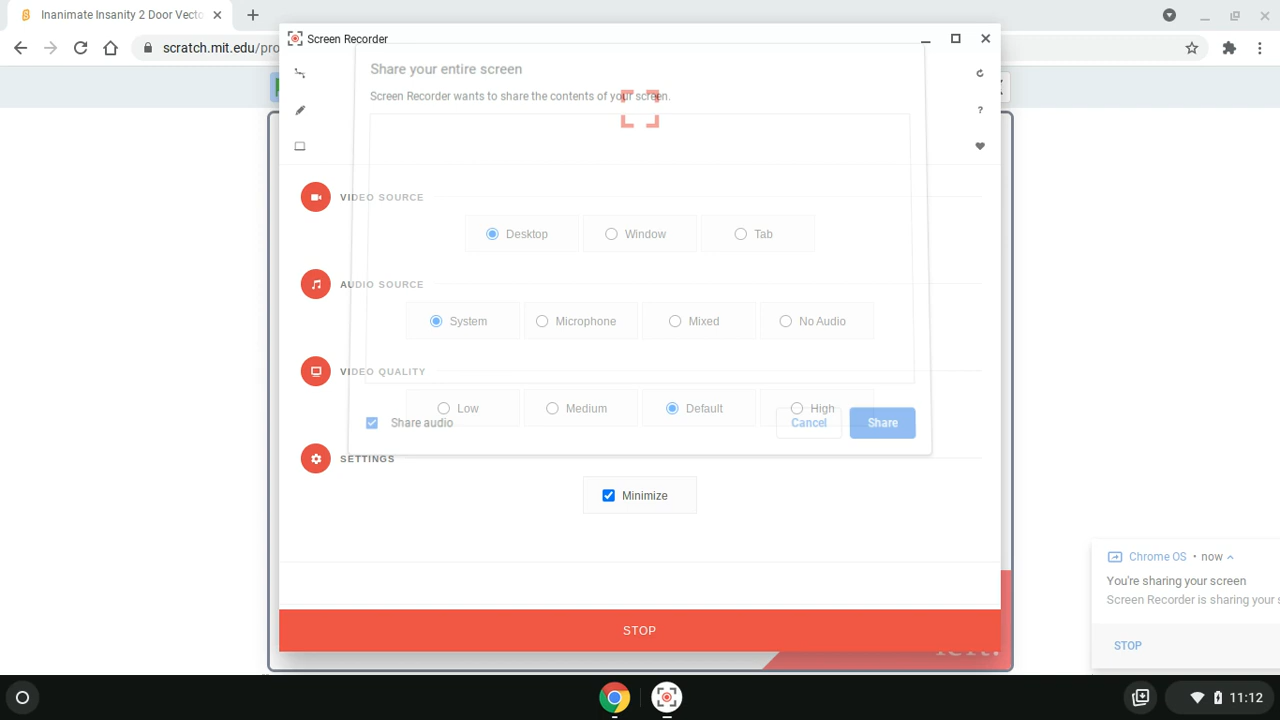 Inanimate Insanity 2 Door Vecto
scratch.mit.edu/pro
Screen Recorder
Share your entire screen
Screen Recorder wants to share the contents of your screen.
?
VIDEO SOURCE
Desktop
Window
Tab
AUDIO SOURCE
System
Microphone
Mixed
No Audio
VIDEO QUALITY
Low
Medium
Default
High
Share audio
Cancel
Share
SETTINGS
Minimize
STOP
Chrome OS • now
You're sharing your screen
Screen Recorder is sharing your s
STOP
11:12